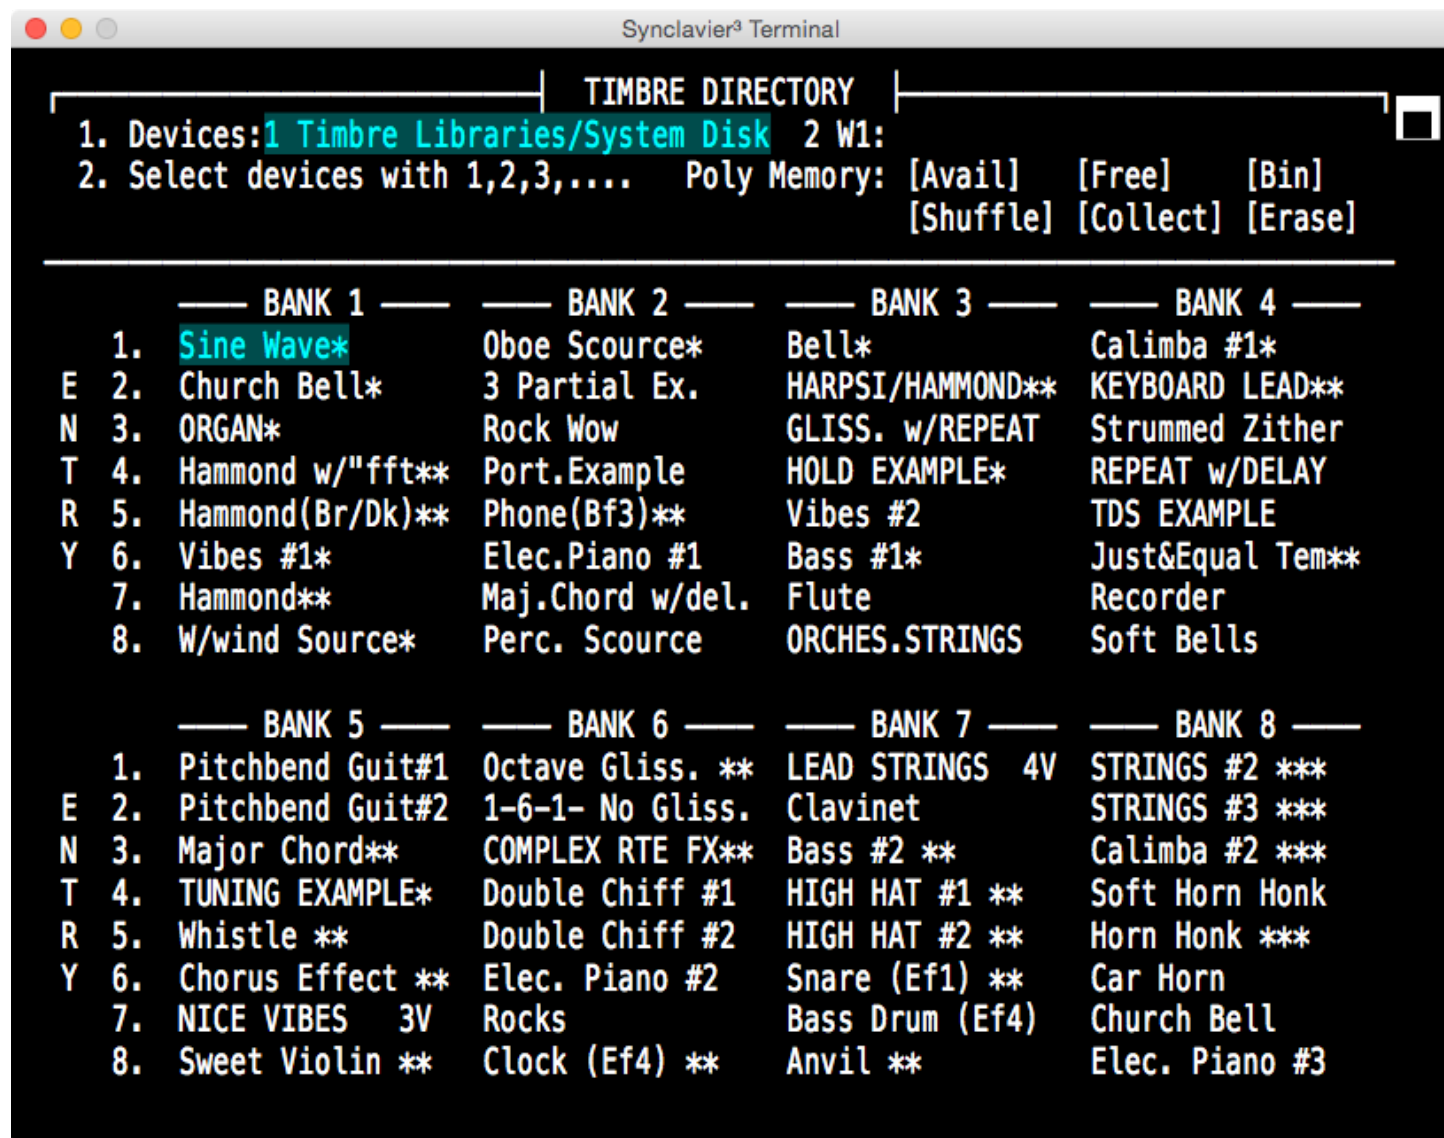 Synclavier³ Terminal
TIMBRE DIRECTORY
1. Devices:1 Timbre Libraries/System Disk 2 W1:
2. Select devices with 1,2,3,.... Poly Memory: [Avail] [Free] [Bin]
[Shuffle] [Collect] [Erase]
BANK 1 BANK 2 BANK 3 BANK 4
1. Sine Wave* Oboe Scource* Bell* Calimba #1*
E 2. Church Bell* 3 Partial Ex. HARPSI/HAMMOND** KEYBOARD LEAD**
N 3. ORGAN* Rock Wow GLISS. w/REPEAT Strummed Zither
T 4. Hammond w/"fft** Port.Example HOLD EXAMPLE* REPEAT w/DELAY
R 5. Hammond(Br/Dk)** Phone(Bf3)** Vibes #2 TDS EXAMPLE
Y 6. Vibes #1* Elec.Piano #1 Bass #1* Just&Equal Tem**
7. Hammond** Maj.Chord w/del. Flute Recorder
8. W/wind Source* Perc. Scource ORCHES.STRINGS Soft Bells
BANK 5 BANK 6 BANK 7 BANK 8
1. Pitchbend Guit#1 Octave Gliss. ** LEAD STRINGS 4V STRINGS #2 ***
E 2. Pitchbend Guit#2 1-6-1- No Gliss. Clavinet STRINGS #3 ***
N 3. Major Chord** COMPLEX RTE FX** Bass #2 ** Calimba #2 ***
T 4. TUNING EXAMPLE* Double Chiff #1 HIGH HAT #1 ** Soft Horn Honk
R 5. Whistle ** Double Chiff #2 HIGH HAT #2 ** Horn Honk ***
Y 6. Chorus Effect ** Elec. Piano #2 Snare (Ef1) ** Car Horn
7. NICE VIBES 3V Rocks Bass Drum (Ef4) Church Bell
8. Sweet Violin ** Clock (Ef4) ** Anvil ** Elec. Piano #3